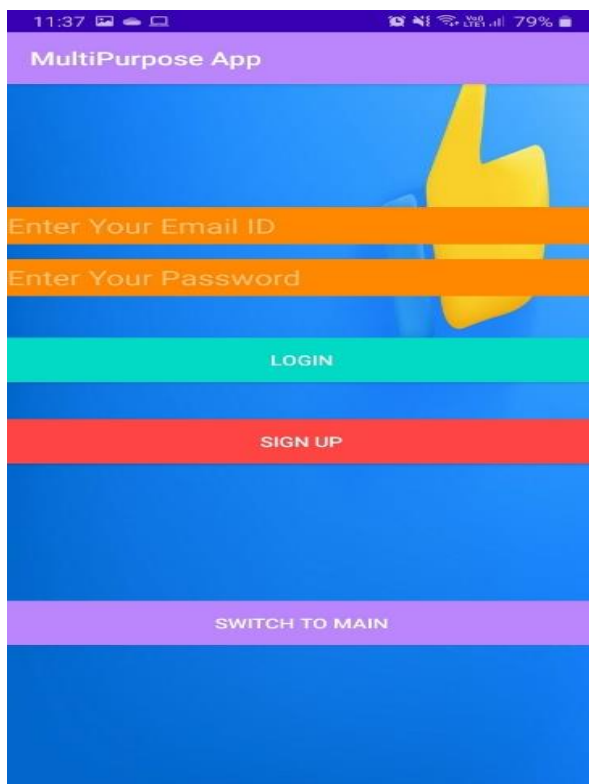 11:37 79%
MultiPurpose App
Enter Your Email ID
Enter Your Password
LOGIN
SIGN UP
SWITCH TO MAIN